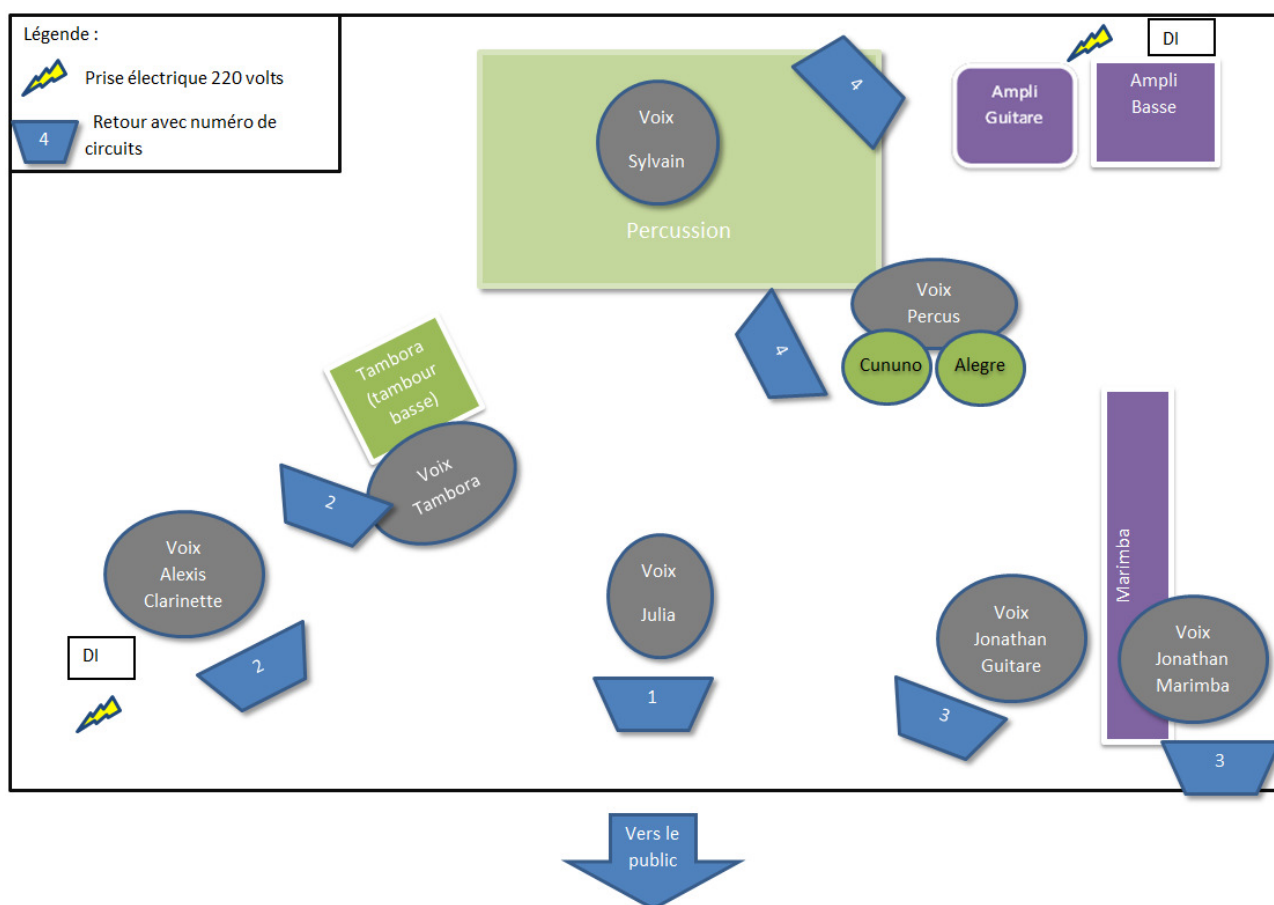 Légende :
Prise électrique 220 volts
4
Retour avec numéro de
circuits
DI
Ampli
Guitare
Ampli
Basse
Voix
Sylvain
4
Percussion
Voix
Percus
Cununo
Alegre
4
Tambora
(tambour
basse)
Voix
Tambora
2
Voix
Alexis
Clarinette
2
DI
Voix
Julia
1
Voix
Jonathan
Guitare
3
Marimba
Voix
Jonathan
Marimba
3
Vers le
public